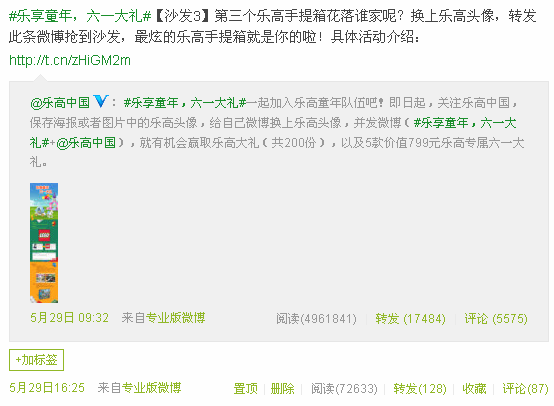 #乐享童年，六一大礼#【沙发3】第三个乐高手提箱花落谁家呢？换上乐高头像，转发
此条微博抢到沙发，最炫的乐高手提箱就是你的啦！具体活动介绍：
http://t.cn/zHiGM2m
@乐高中国 ： #乐享童年，六一大礼#一起加入乐高童年队伍吧！即日起，关注乐高中国，
保存海报或者图片中的乐高头像，给自己微博换上乐高头像，并发微博（#乐享童年，六一大
礼#+@乐高中国），就有机会赢取乐高大礼（共200份），以及5款价值799元乐高专属六一大
礼。
LEGO
5月29日 09:32 来自专业版微博 阅读(4961841) 转发 (17484) 评论 (5575)
+加标签
5月29日16:25 来自专业版微博 置顶 删除 阅读(72633) 转发(128) 收藏 评论(87)